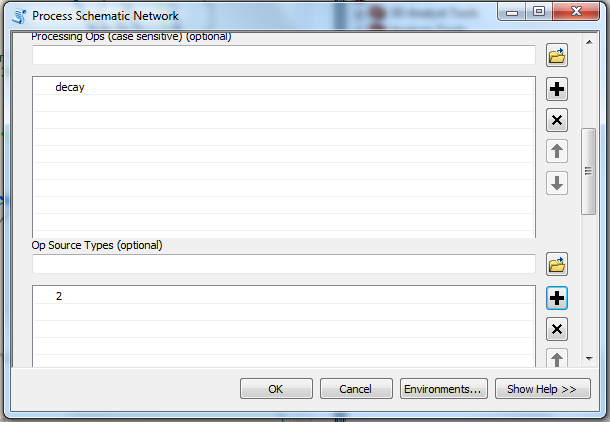 Process Schematic Network
Processing Ops (case sensitive) (optional)
decay
Op Source Types (optional)
2
OK
Cancel
Environments...
Show Help >>